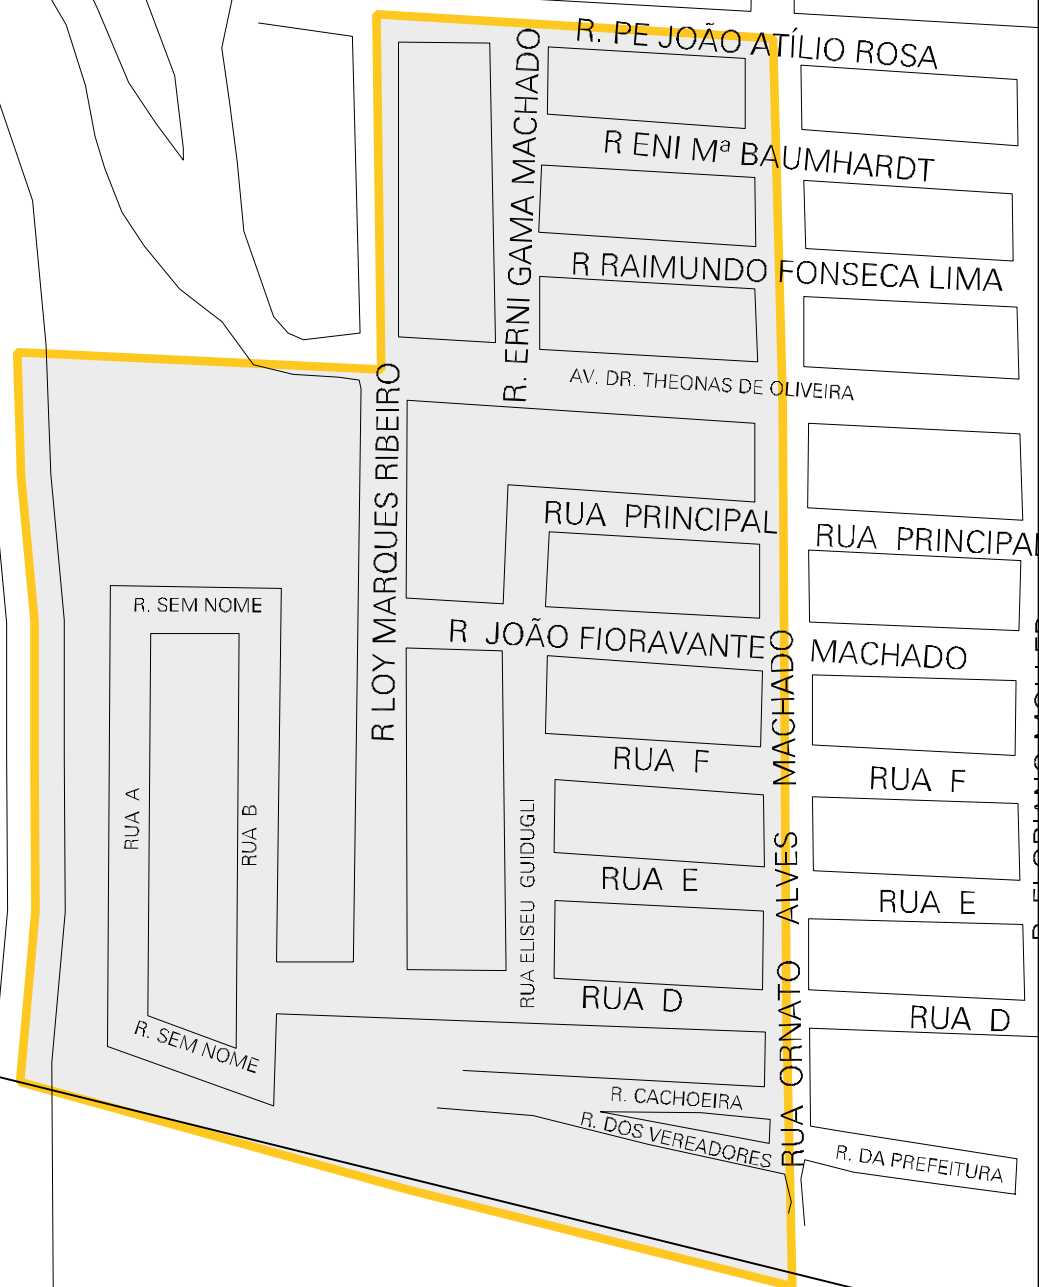 R. PE JOÃO ATÍLIO ROSA
R. ERNI GAMA MACHADO
R ENI Mª BAUMHARDT
R RAIMUNDO FONSECA LIMA
AV. DR. THEONAS DE OLIVEIRA
R LOY MARQUES RIBEIRO
RUA PRINCIPAL
RUA PRINCIPAL
R. SEM NOME
R JOÃO FIORAVANTE MACHADO
RUA ORNATO ALVES MACHADO
RUA F
RUA F
RUA A
RUA B
RUA ELISEU GUIDUGLI
RUA E
RUA E
RUA D
RUA D
R. SEM NOME
R. CACHOEIRA
R. DOS VEREADORES
R. DA PREFEITURA